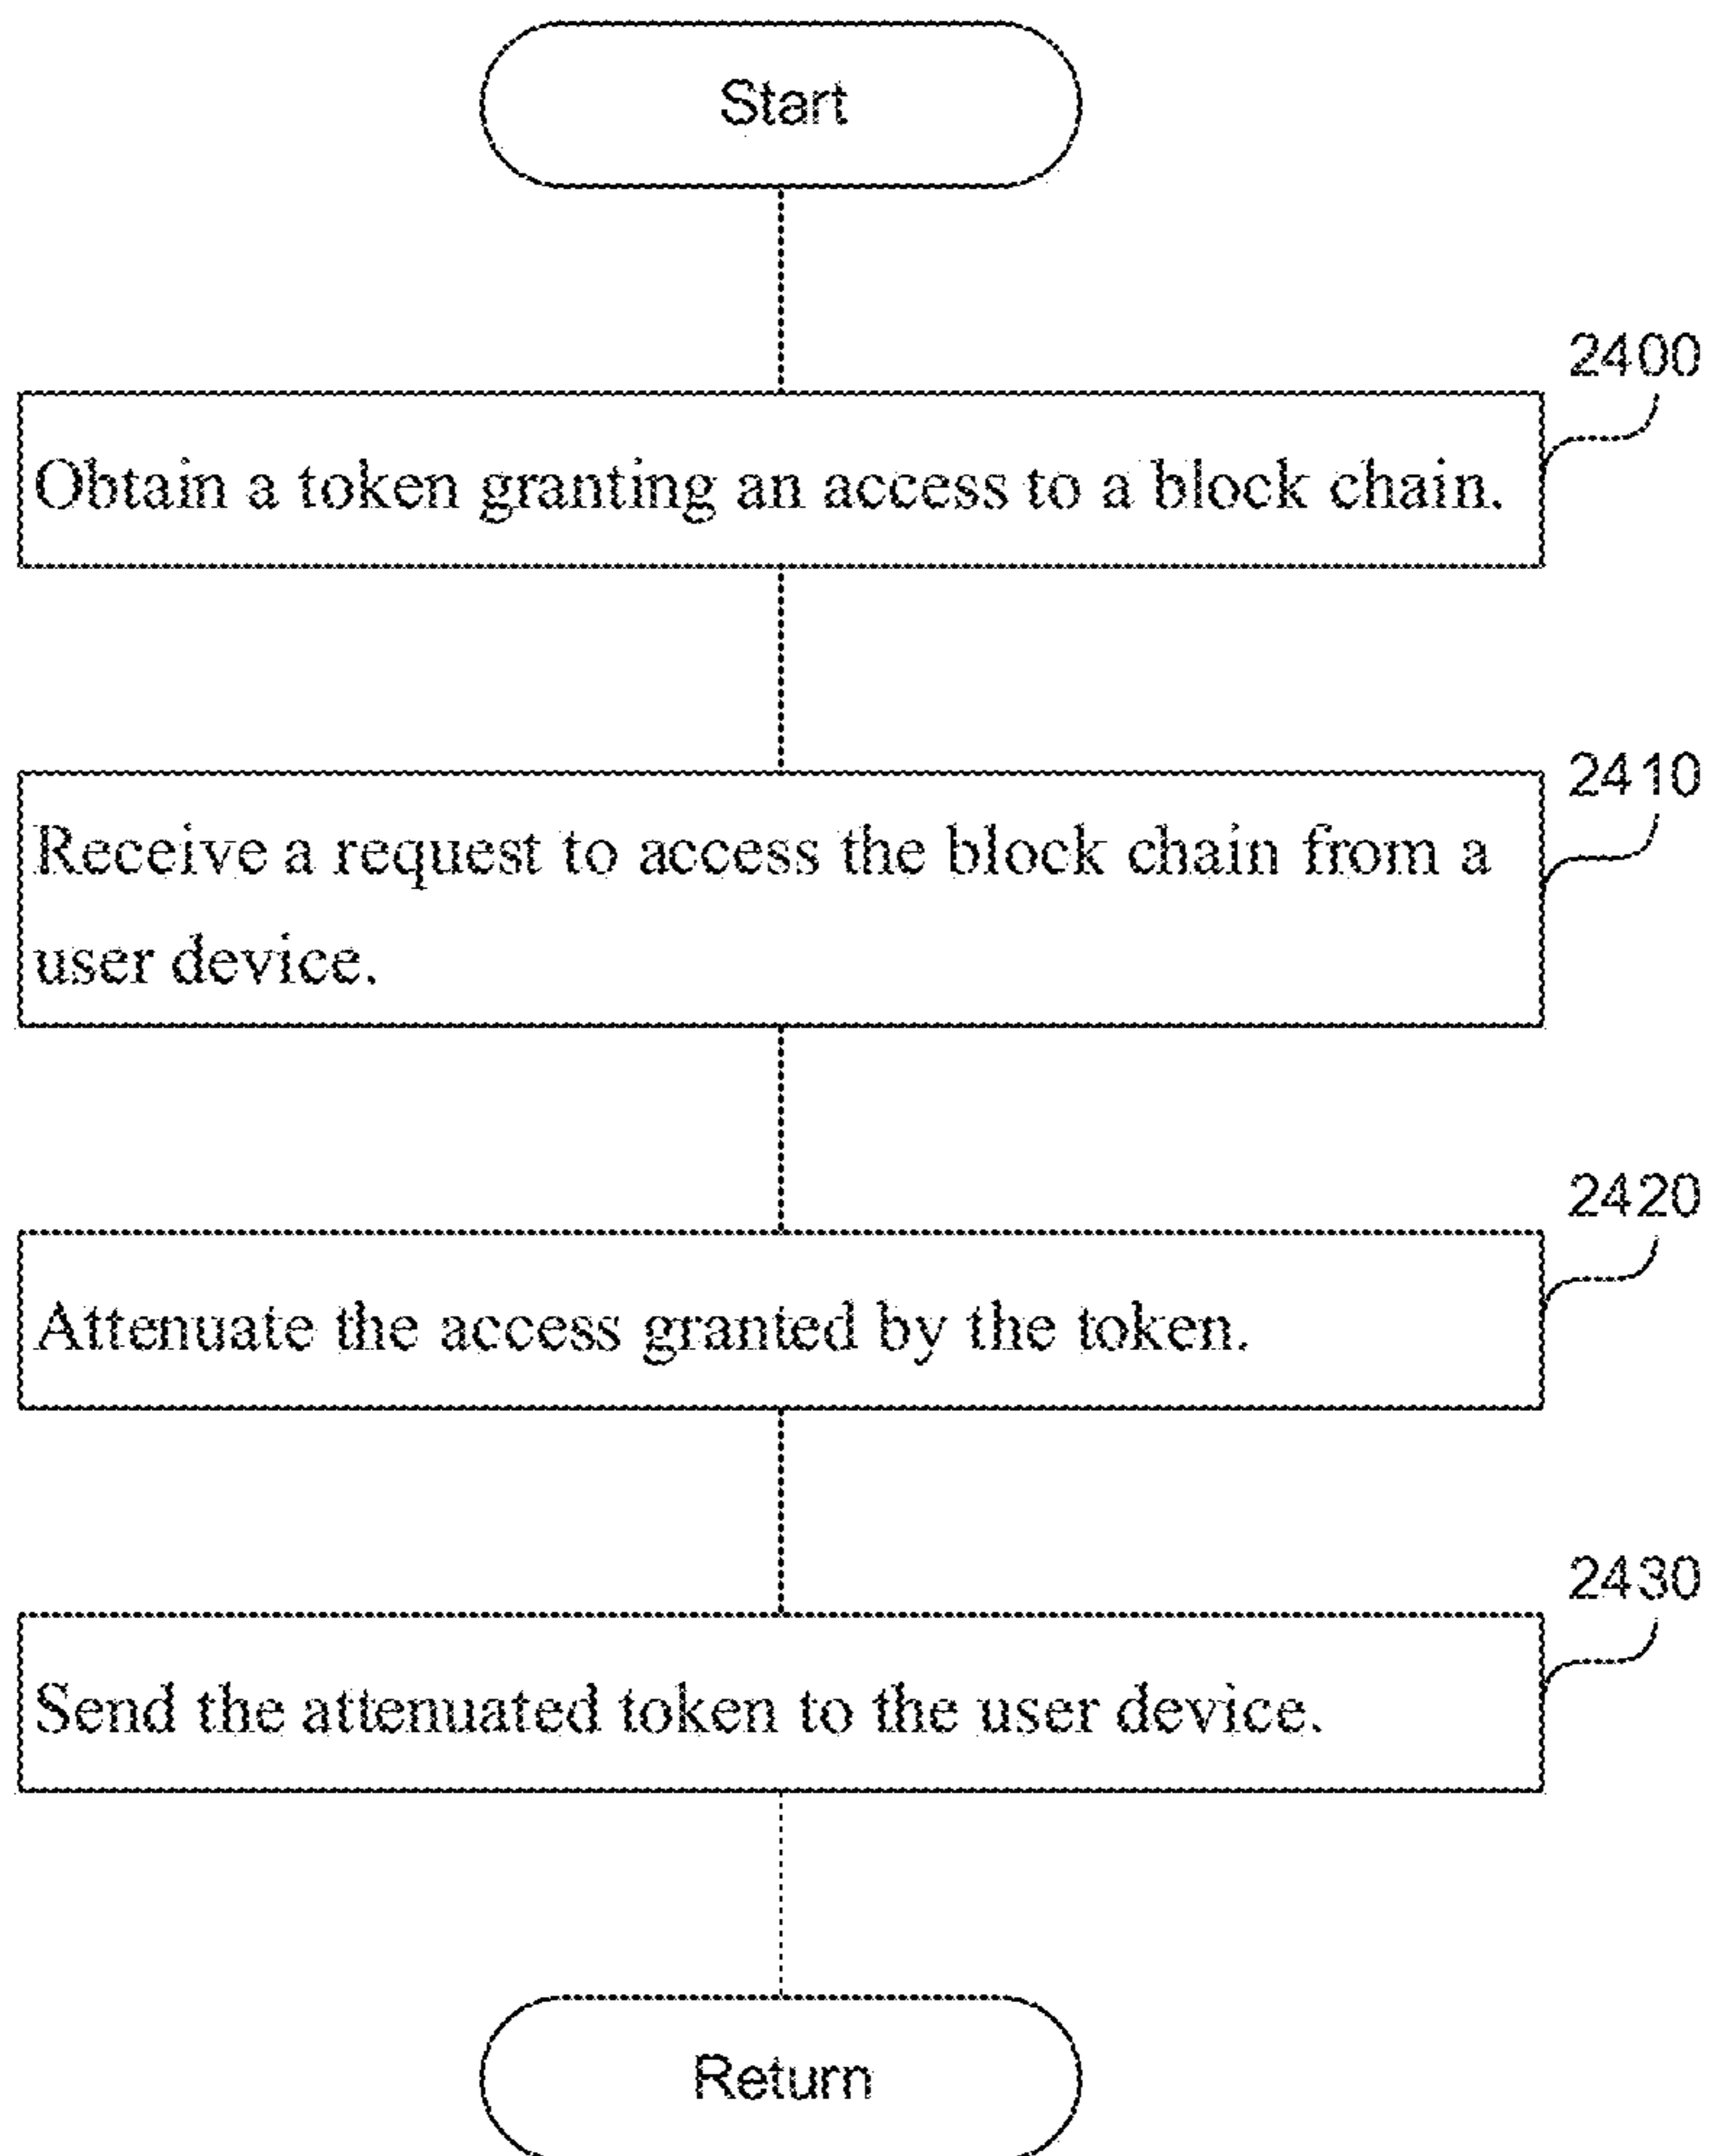 Start
2400
Obtain a token granting an access to a block chain.
2410
Receive a request to access the block chain from a
user device.
2420
Attenuate the access granted by the token.
2430
Send the attenuated token to the user device.
Return